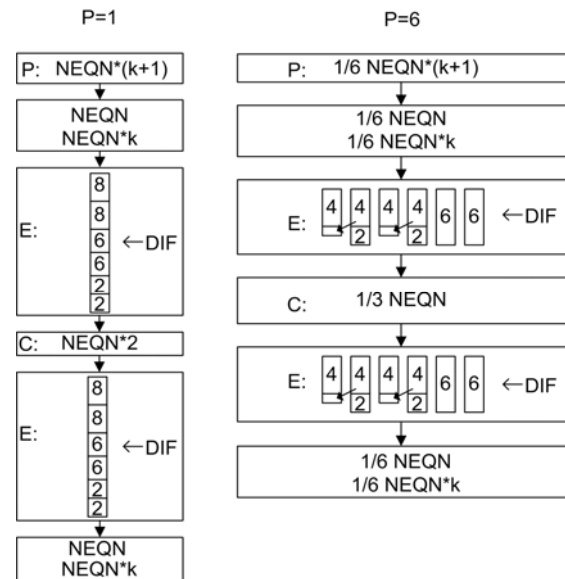 P=1
P: NEQN*(k+1)
NEQN
NEQN*k
8
8
6
6
2
2
E:
←DIF
C: NEQN*2
8
8
6
6
2
2
E:
←DIF
NEQN
NEQN*k
P=6
P: 1/6 NEQN*(k+1)
1/6 NEQN
1/6 NEQN*k
4 4 4 4 6 6
2 2
E:
←DIF
C: 1/3 NEQN
4 4 4 4 6 6
2 2
E:
←DIF
1/6 NEQN
1/6 NEQN*k